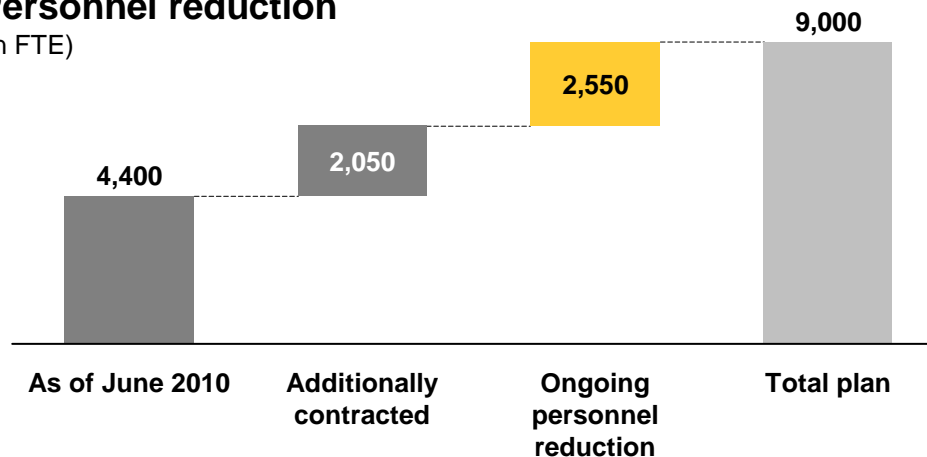 Personnel reduction
n FTE)
9,000
2,550
2,050
4,400
As of June 2010
Additionally
contracted
Ongoing
personnel
reduction
Total plan